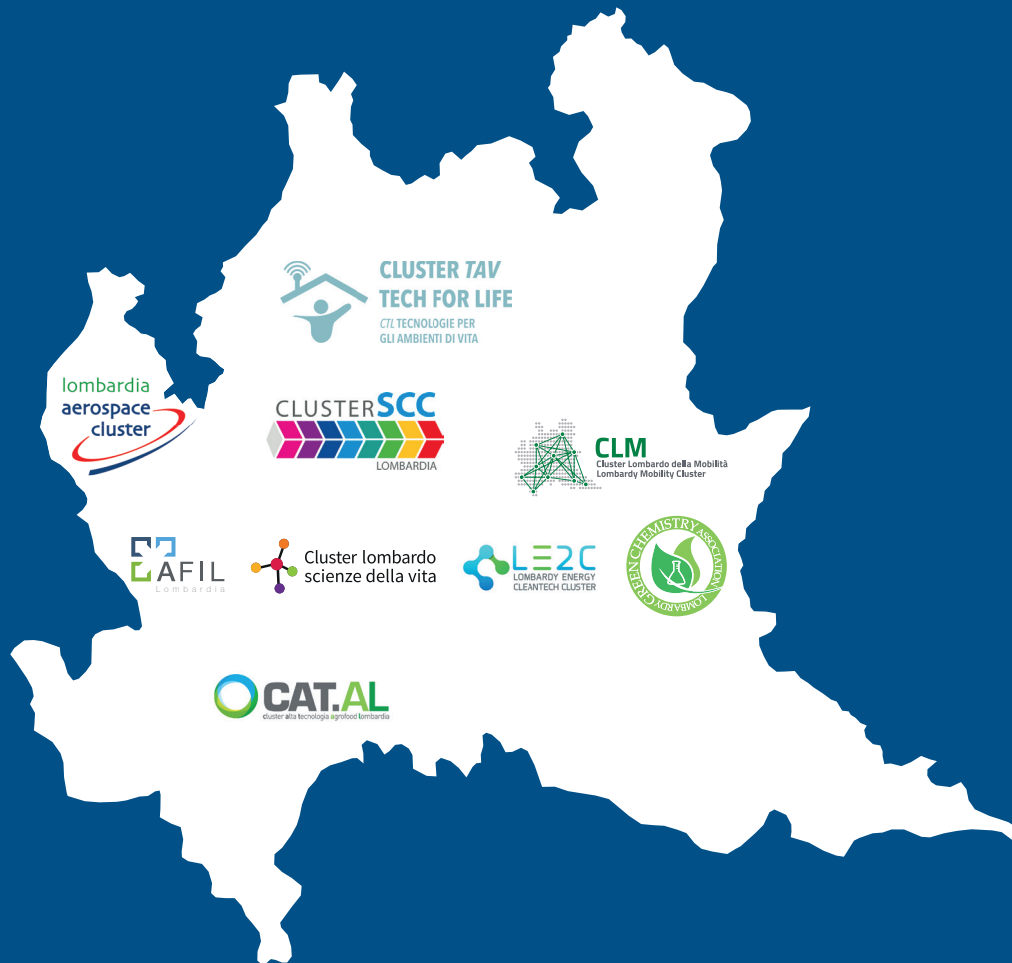 CLUSTER TAV
TECH FOR LIFE
CTL TECNOLOGIE PER
GLI AMBIENTI DI VITA
lombardia
aerospace
cluster
CLUSTER SCC
LOMBARDIA
CLM
Cluster Lombardo della Mobilità
Lombardy Mobility Cluster
AFIL
Lombardia
Cluster lombardo
scienze della vita
LE2C
LOMBARDY ENERGY
CLEANTECH CLUSTER
LOMBARDY GREEN CHEMISTRY ASSOCIATION
CAT.AL
cluster alta tecnologia agrofood lombardia